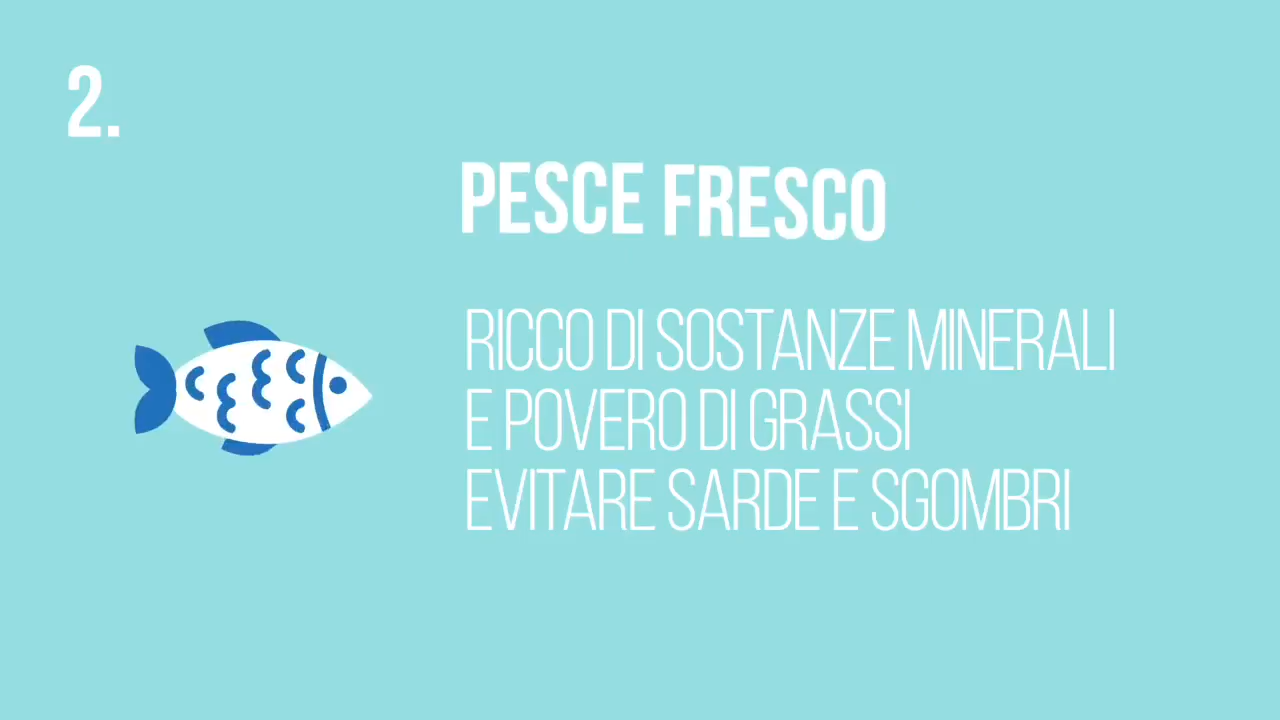 2.
PESCE FRESCO
RICCO DI SOSTANZE MINERALI
E POVERO DI GRASSI
EVITARE SARDE E SGOMBRI